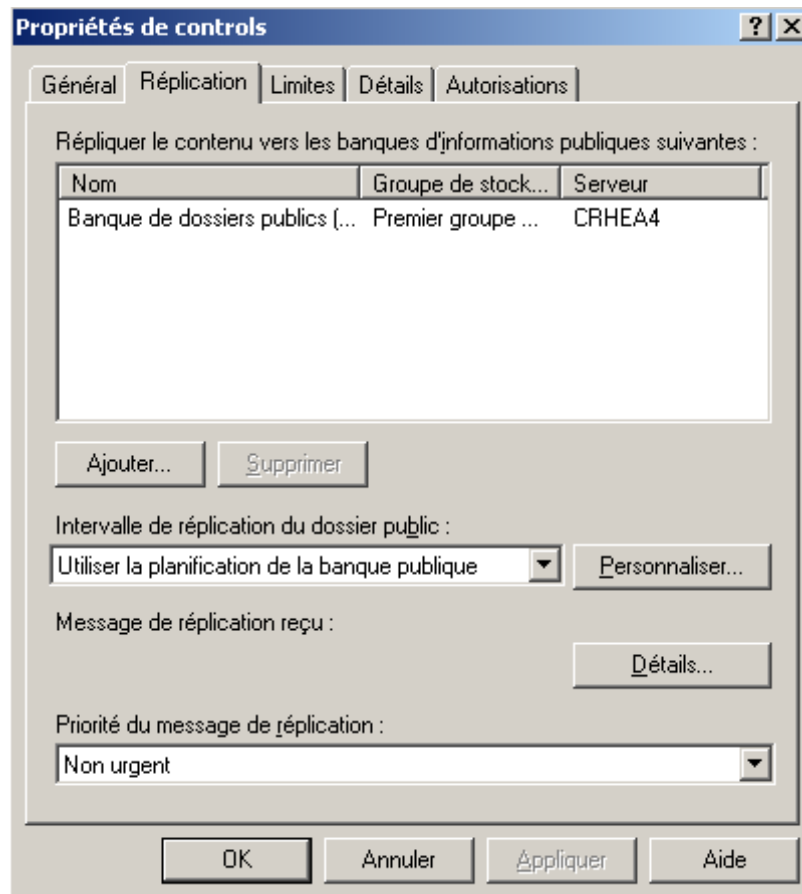 Propriétés de controls
Général Réplication Limites Détails Autorisations
Répliquer le contenu vers les banques d'informations publiques suivantes :
Nom Groupe de stock... Serveur
Banque de dossiers publics (... Premier groupe ... CRHEA4
Ajouter... Supprimer
Intervalle de réplication du dossier public :
Utiliser la planification de la banque publique Personnaliser...
Message de réplication reçu :
Détails...
Priorité du message de réplication :
Non urgent
OK Annuler Appliquer Aide